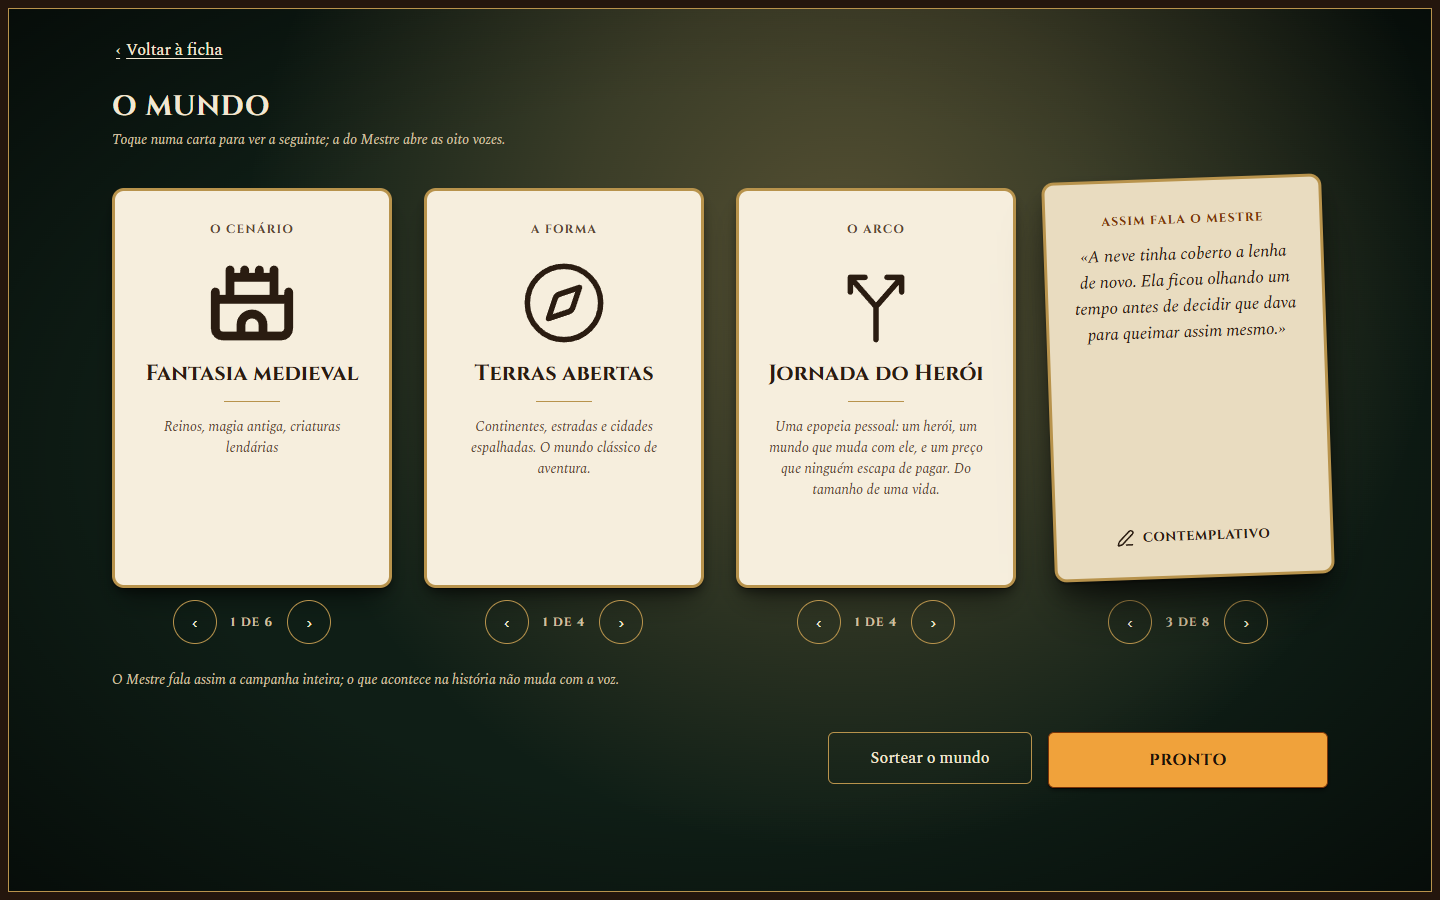 ‹ Voltar à ficha
O MUNDO
Toque numa carta para ver a seguinte; a do Mestre abre as oito vozes.
O CENÁRIO
Fantasia medieval
Reinos, magia antiga, criaturas
lendárias
‹ 1 DE 6 ›
A FORMA
Terras abertas
Continentes, estradas e cidades
espalhadas. O mundo clássico de
aventura.
‹ 1 DE 4 ›
O ARCO
Jornada do Herói
Uma epopeia pessoal: um herói, um
mundo que muda com ele, e um preço
que ninguém escapa de pagar. Do
tamanho de uma vida.
‹ 1 DE 4 ›
ASSIM FALA O MESTRE
«A neve tinha coberto a lenha
de novo. Ela ficou olhando um
tempo antes de decidir que dava
para queimar assim mesmo.»
CONTEMPLATIVO
‹ 3 DE 8 ›
O Mestre fala assim a campanha inteira; o que acontece na história não muda com a voz.
Sortear o mundo
PRONTO